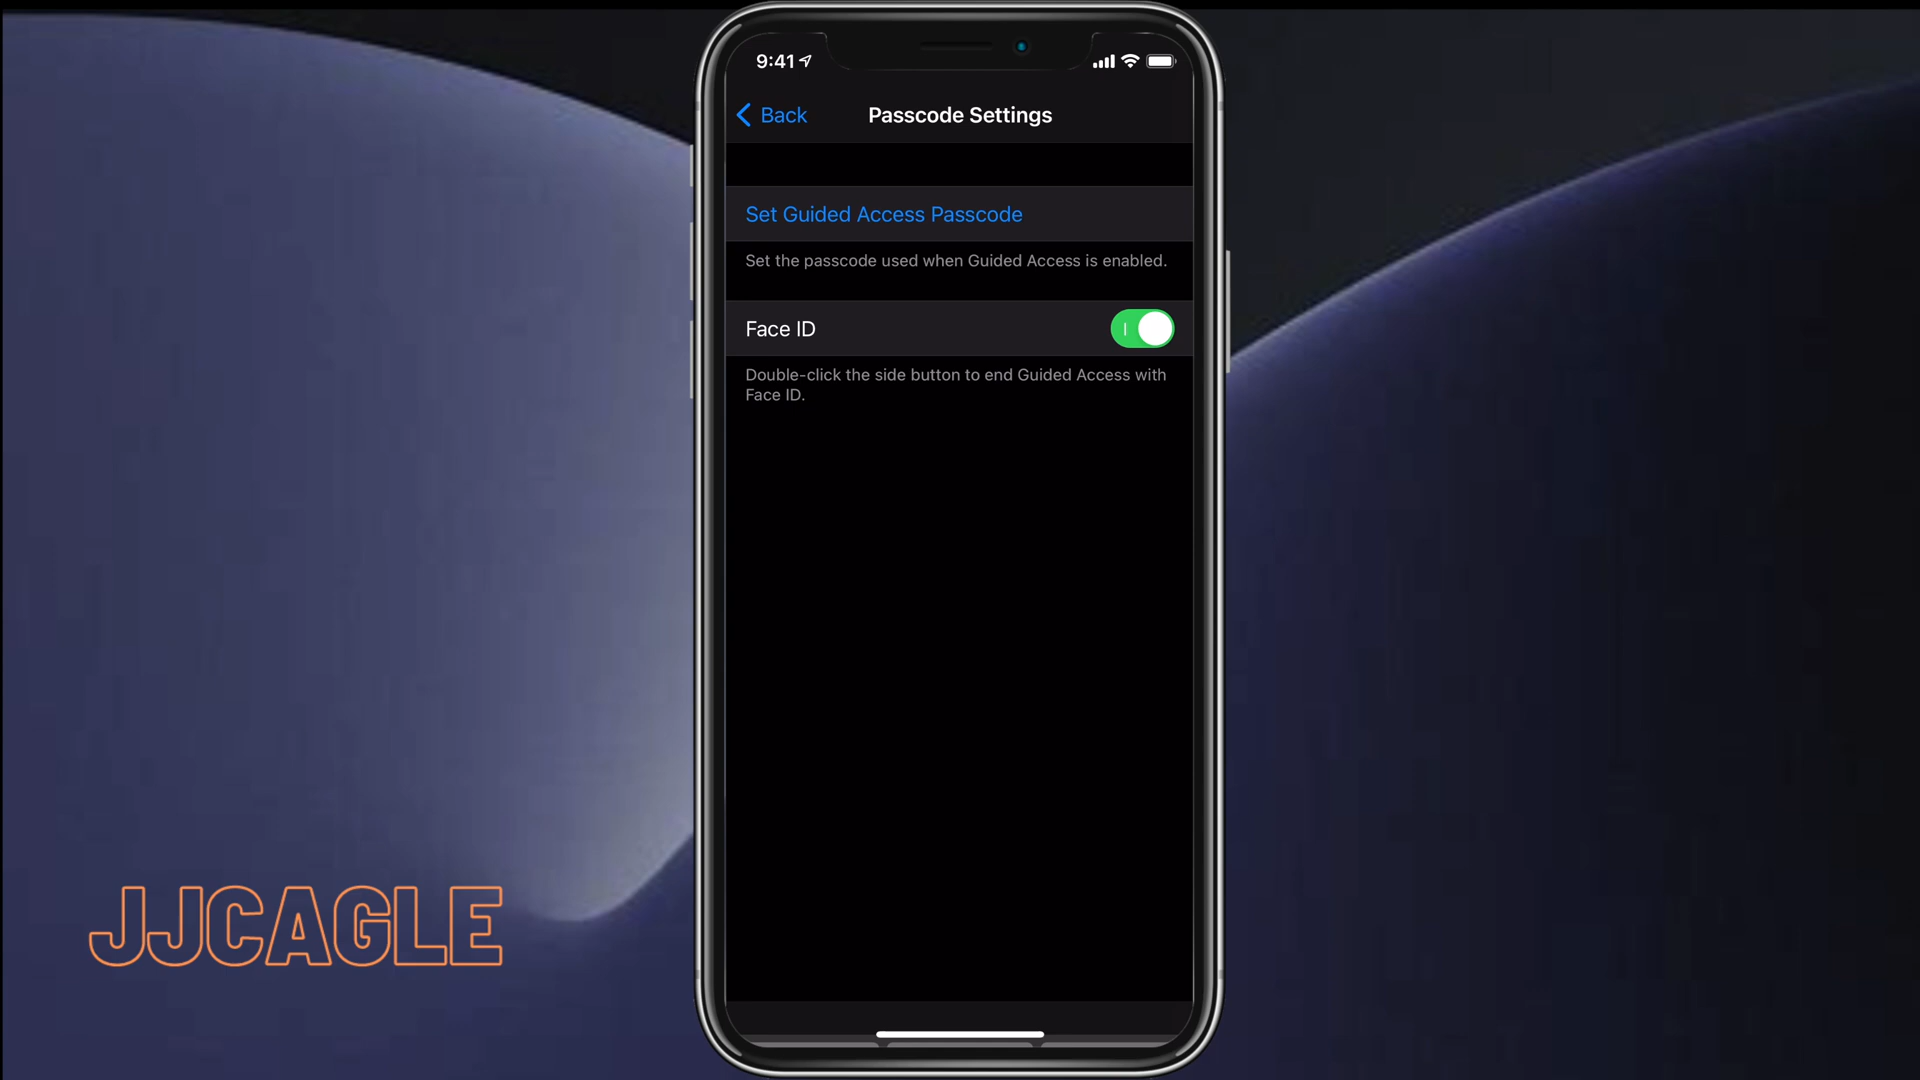 9:41
Back
Passcode Settings
Set Guided Access Passcode
Set the passcode used when Guided Access is enabled.
Face ID
Double-click the side button to end Guided Access with
Face ID.
JJCAGLE